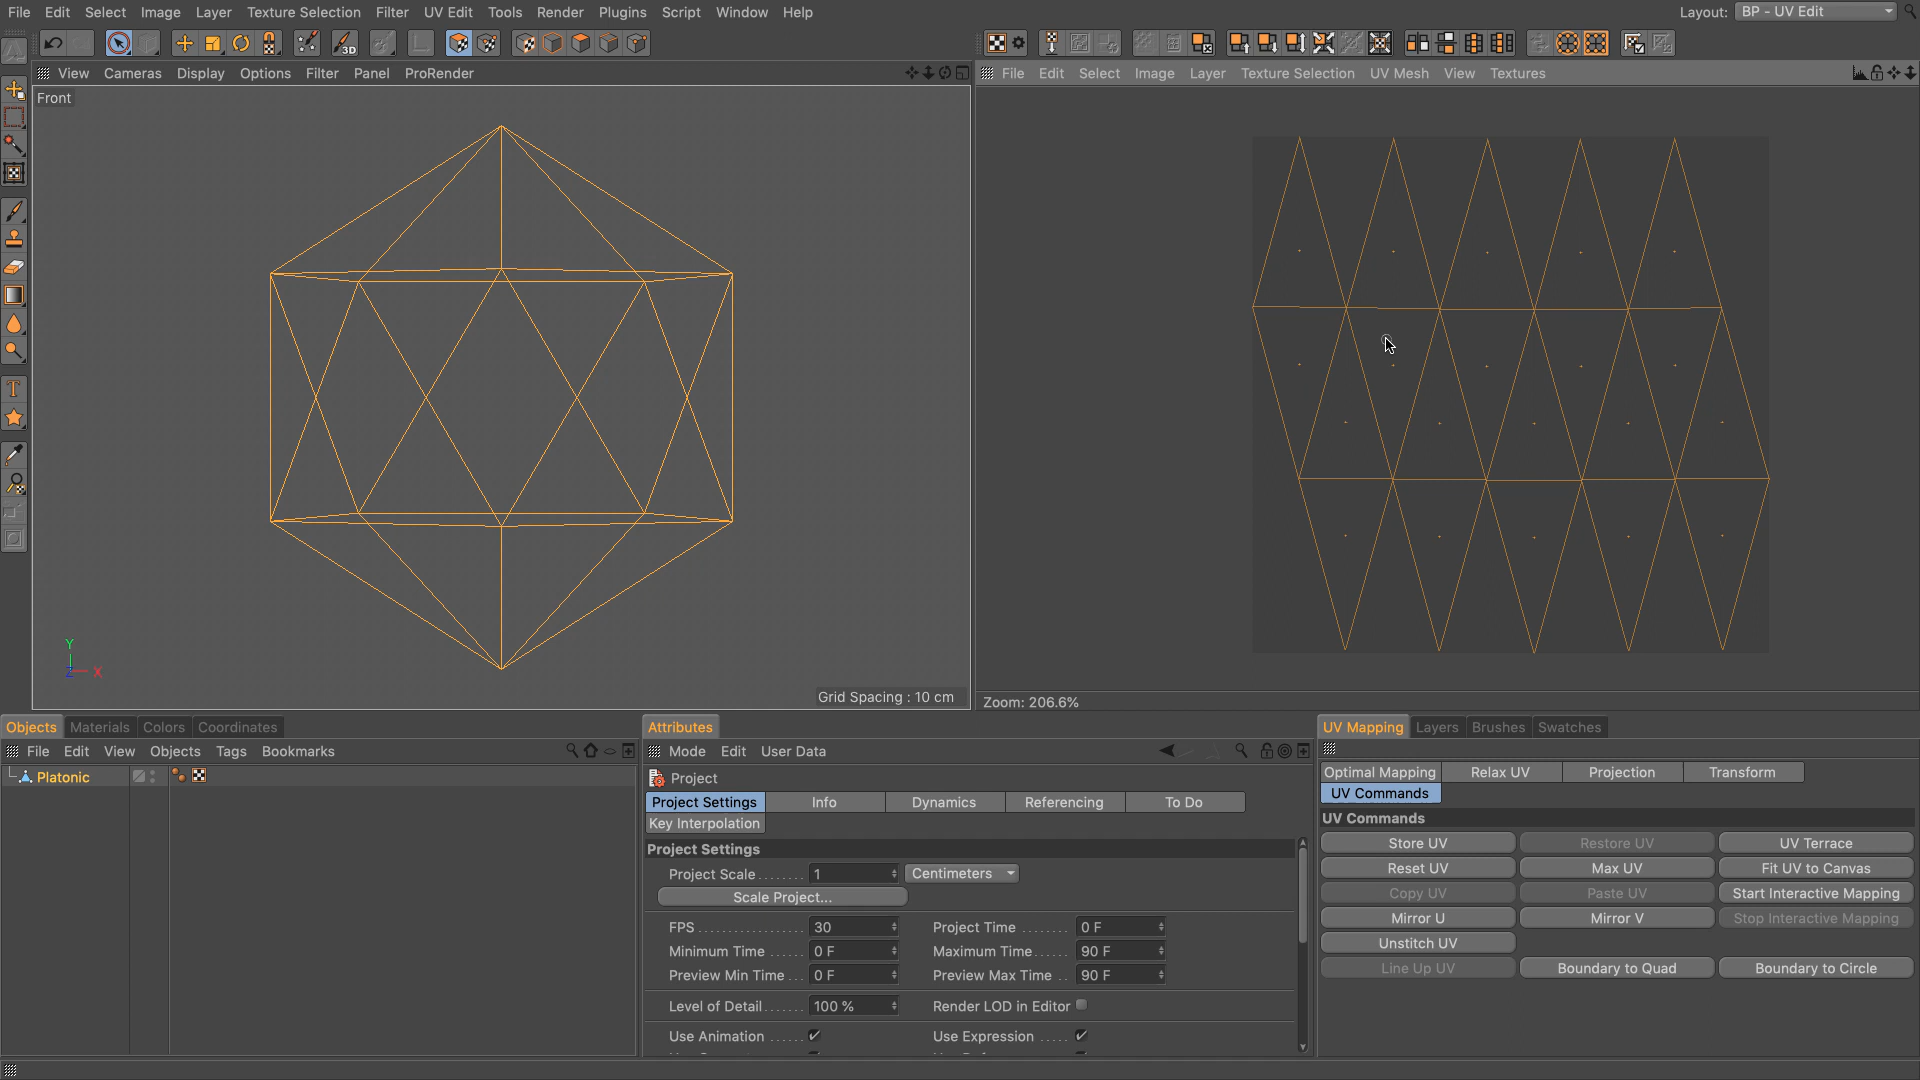 File Edit Select Image Layer Texture Selection Filter UV Edit Tools Render Plugins Script Window Help
Layout: BP - UV Edit
View Cameras Display Options Filter Panel ProRender
File Edit Select Image Layer Texture Selection UV Mesh View Textures
Front
Y
Z X
Grid Spacing : 10 cm
Zoom: 206.6%
Objects Materials Colors Coordinates
File Edit View Objects Tags Bookmarks
Platonic
Attributes
Mode Edit User Data
Project
Project Settings Info Dynamics Referencing To Do
Key Interpolation
Project Settings
Project Scale 1 Centimeters
Scale Project...
FPS 30 Project Time 0 F
Minimum Time 0 F Maximum Time 90 F
Preview Min Time 0 F Preview Max Time 90 F
Level of Detail 100 % Render LOD in Editor
Use Animation Use Expression
UV Mapping Layers Brushes Swatches
Optimal Mapping Relax UV Projection Transform
UV Commands
UV Commands
Store UV Restore UV UV Terrace
Reset UV Max UV Fit UV to Canvas
Copy UV Paste UV Start Interactive Mapping
Mirror U Mirror V Stop Interactive Mapping
Unstitch UV
Line Up UV Boundary to Quad Boundary to Circle